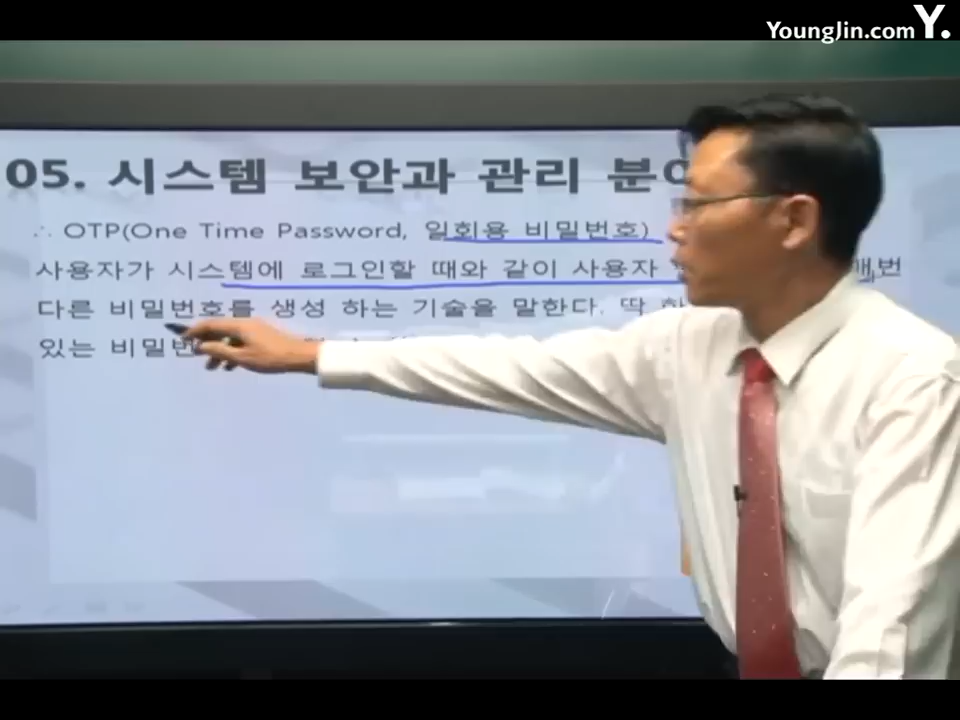 YoungJin.com Y.
05. 시스템 보안과 관리
∴ OTP(One Time Password, 일회용 비밀번호)
사용자가 시스템에 로그인할 때와 같이 사용자 매번
다른 비밀번호를 생성 하는 기술을 말한다. 딱
있는